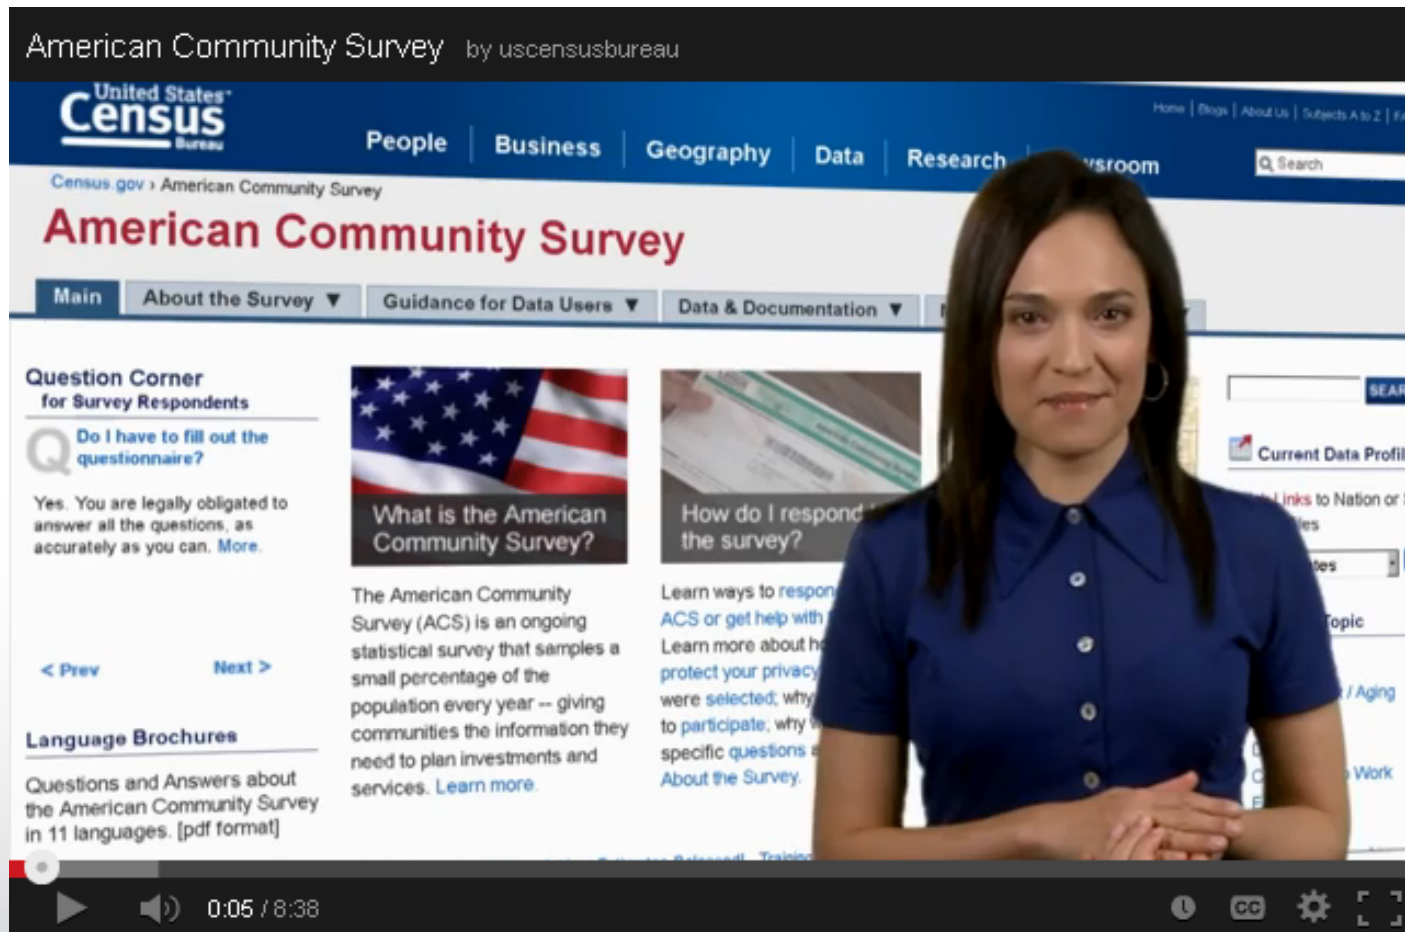 American Community Survey by uscensusbureau
United States
Census
Bureau
Home | Blogs | About Us | Subjects A to Z |
People Business Geography Data Research
Search
Census.gov › American Community Survey
American Community Survey
Main About the Survey ▼ Guidance for Data Users ▼ Data & Documentation ▼
Question Corner
for Survey Respondents
Q Do I have to fill out the
questionnaire?
Yes. You are legally obligated to
answer all the questions, as
accurately as you can. More.
< Prev Next >
Language Brochures
Questions and Answers about
the American Community Survey
in 11 languages. [pdf format]
What is the American
Community Survey?
The American Community
Survey (ACS) is an ongoing
statistical survey that samples a
small percentage of the
population every year -- giving
communities the information they
need to plan investments and
services. Learn more.
How do I respond
the survey?
Learn ways to
ACS or get help with
Learn more about
protect your privacy
were selected; why
to participate, why
specific questions
About the Survey.
Current Data
Links to Nation or
Topic
/ Aging
Work
0:05 / 8:38
CC